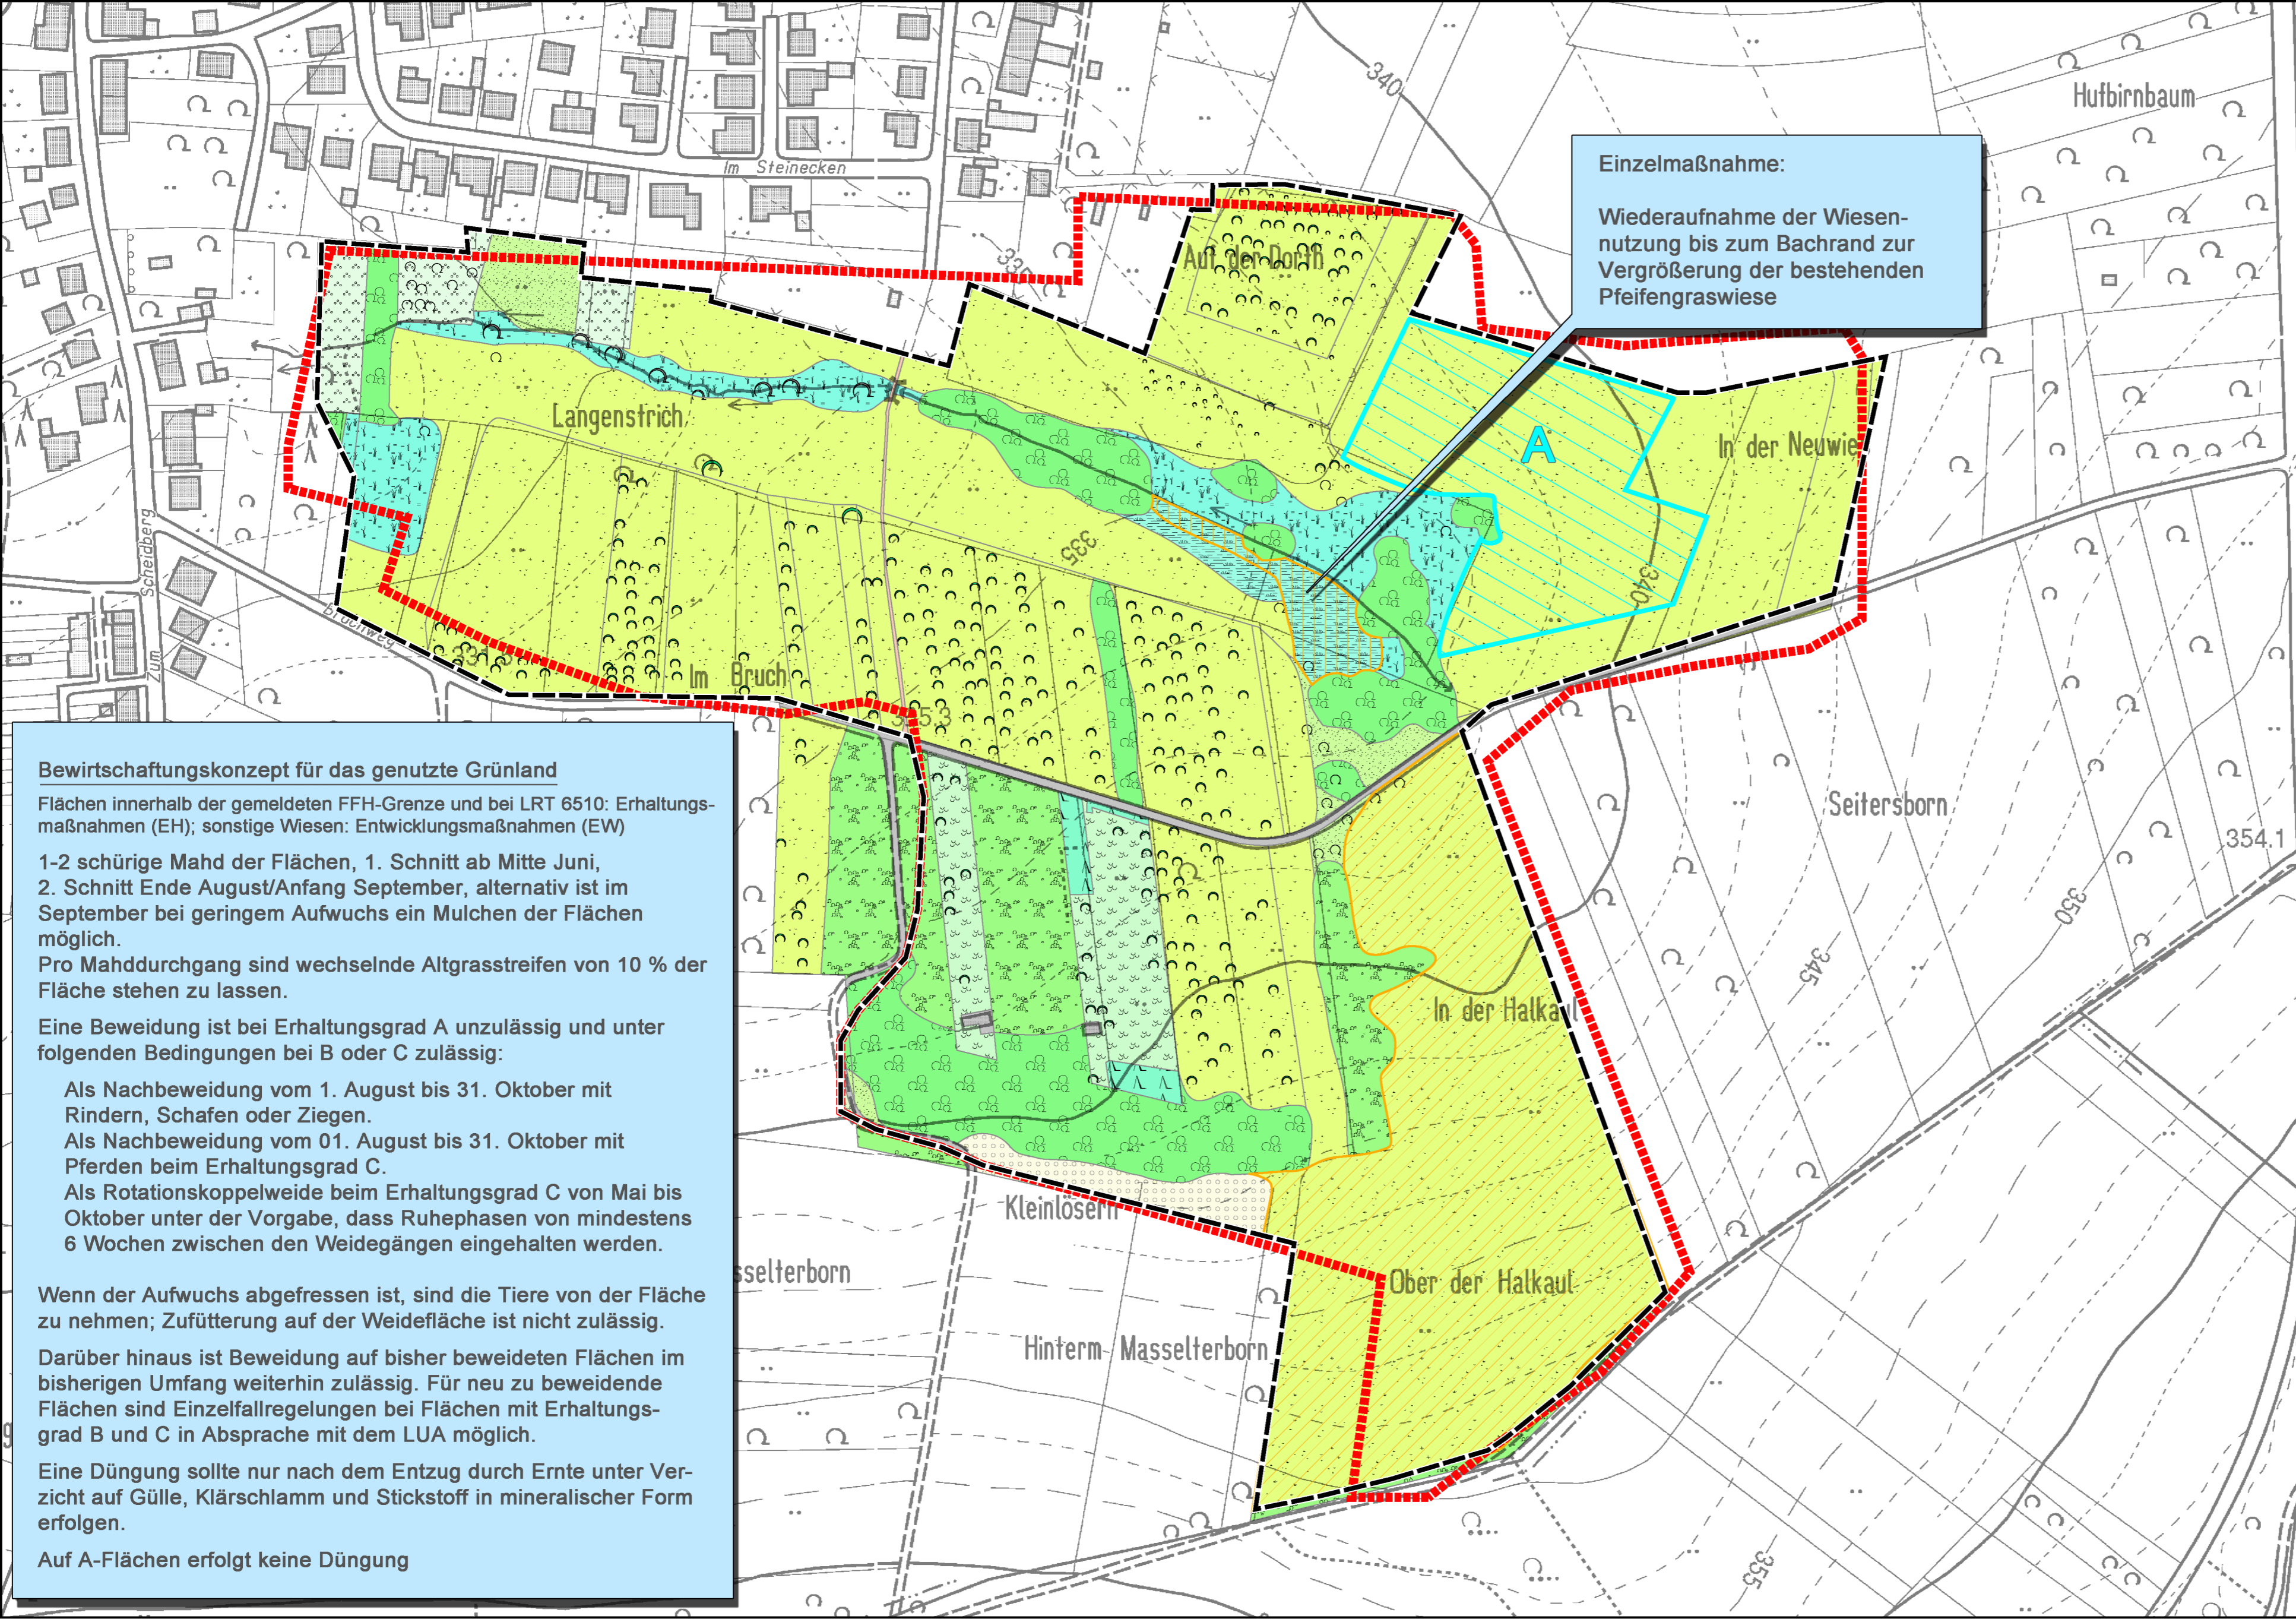 340
Hufbirnbaum
Im Steinecken
Einzelmaßnahme:
Wiederaufnahme der Wiesen-
nutzung bis zum Bachrand zur
Vergrößerung der bestehenden
Pfeifengraswiese
Auf der Dorth
Langenstrich
A
In der Neuwie
335
340
Zum Scheidberg
Bruchweg
Im Bruch
Seitersborn
354.1
350
345
In der Halkaul
Kleinlösern
sselterborn
Ober der Halkaul
Hinterm Masselterborn
355
Bewirtschaftungskonzept für das genutzte Grünland
Flächen innerhalb der gemeldeten FFH-Grenze und bei LRT 6510: Erhaltungs-
maßnahmen (EH); sonstige Wiesen: Entwicklungsmaßnahmen (EW)
1-2 schürige Mahd der Flächen, 1. Schnitt ab Mitte Juni,
2. Schnitt Ende August/Anfang September, alternativ ist im
September bei geringem Aufwuchs ein Mulchen der Flächen
möglich.
Pro Mahddurchgang sind wechselnde Altgrasstreifen von 10 % der
Fläche stehen zu lassen.
Eine Beweidung ist bei Erhaltungsgrad A unzulässig und unter
folgenden Bedingungen bei B oder C zulässig:
Als Nachbeweidung vom 1. August bis 31. Oktober mit
Rindern, Schafen oder Ziegen.
Als Nachbeweidung vom 01. August bis 31. Oktober mit
Pferden beim Erhaltungsgrad C.
Als Rotationskoppelweide beim Erhaltungsgrad C von Mai bis
Oktober unter der Vorgabe, dass Ruhephasen von mindestens
6 Wochen zwischen den Weidegängen eingehalten werden.
Wenn der Aufwuchs abgefressen ist, sind die Tiere von der Fläche
zu nehmen; Zufütterung auf der Weidefläche ist nicht zulässig.
Darüber hinaus ist Beweidung auf bisher beweideten Flächen im
bisherigen Umfang weiterhin zulässig. Für neu zu beweidende
Flächen sind Einzelfallregelungen bei Flächen mit Erhaltungs-
grad B und C in Absprache mit dem LUA möglich.
Eine Düngung sollte nur nach dem Entzug durch Ernte unter Ver-
zicht auf Gülle, Klärschlamm und Stickstoff in mineralischer Form
erfolgen.
Auf A-Flächen erfolgt keine Düngung